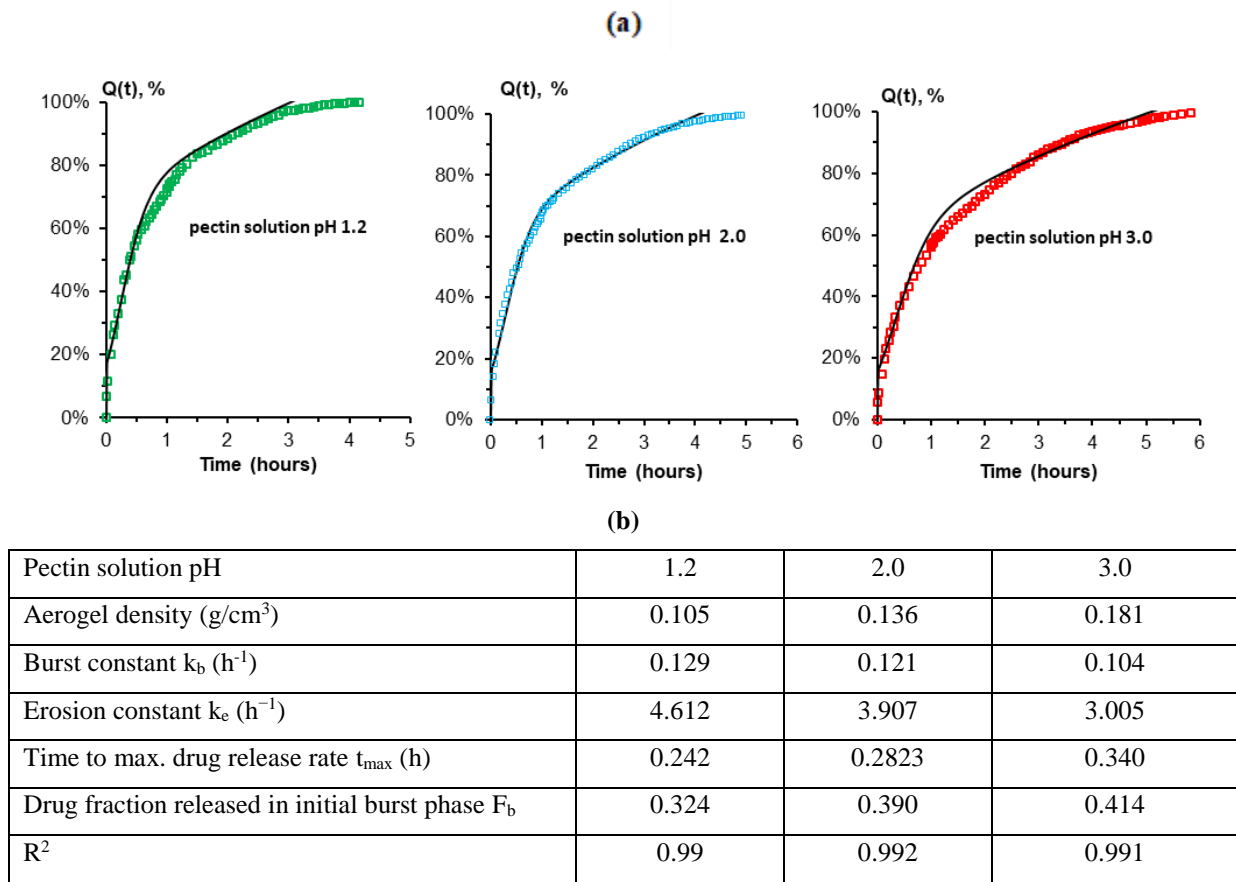 (a)
Q(t), %
100%
80%
60%
40%
20%
0%
0 1 2 3 4 5
Time (hours)
pectin solution pH 1.2
Q(t), %
100%
80%
60%
40%
20%
0%
0 1 2 3 4 5 6
Time (hours)
pectin solution pH 2.0
Q(t), %
100%
80%
60%
40%
20%
0%
0 1 2 3 4 5 6
Time (hours)
pectin solution pH 3.0
(b)
Pectin solution pH 1.2 2.0 3.0
Aerogel density (g/cm³) 0.105 0.136 0.181
Burst constant k_b (h⁻¹) 0.129 0.121 0.104
Erosion constant kₑ (h⁻¹) 4.612 3.907 3.005
Time to max. drug release rate tₘₐₓ (h) 0.242 0.2823 0.340
Drug fraction released in initial burst phase F_b 0.324 0.390 0.414
R² 0.99 0.992 0.991